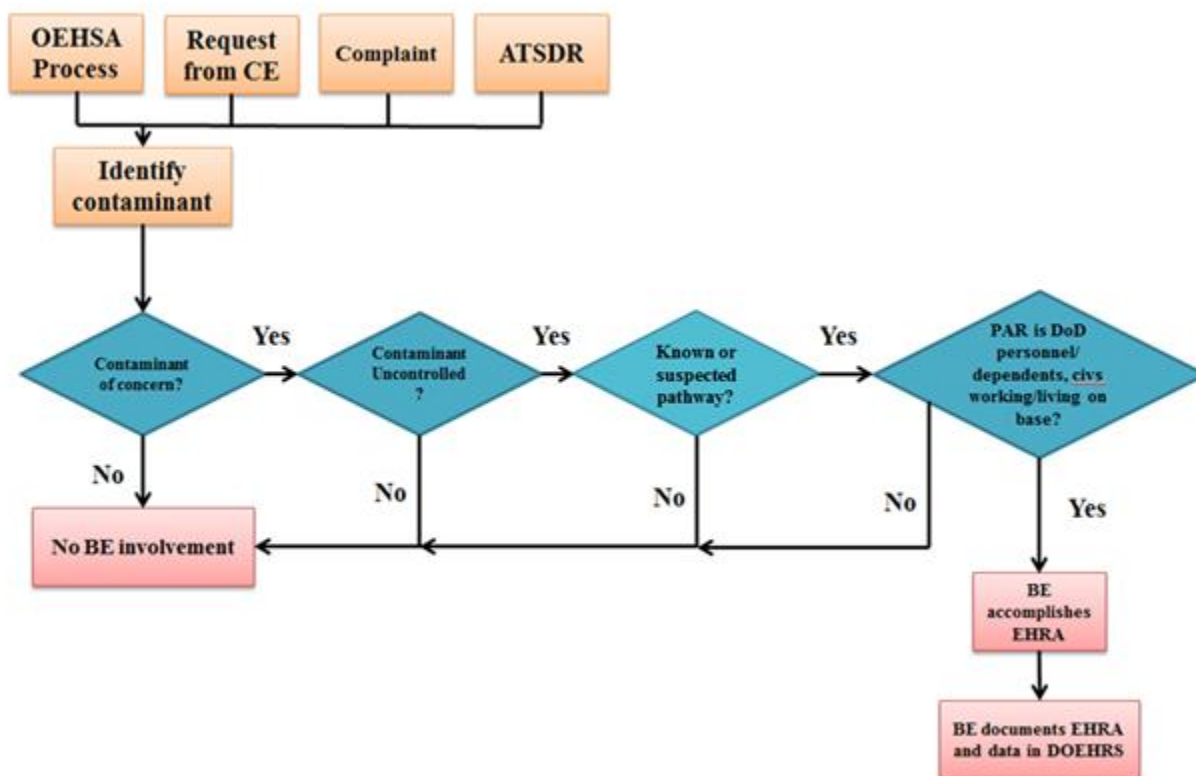 OEHSA
Process
Request
from CE
Complaint
ATSDR
Identify
contaminant
Contaminant
of concern?
Yes
Contaminant
Uncontrolled
?
Yes
Known or
suspected
pathway?
Yes
PAR is DoD
personnel/
dependents, civs
working/living on
base?
No
No
No
No
Yes
No BE involvement
BE
accomplishes
EHRA
BE documents EHRA
and data in DOEHRS